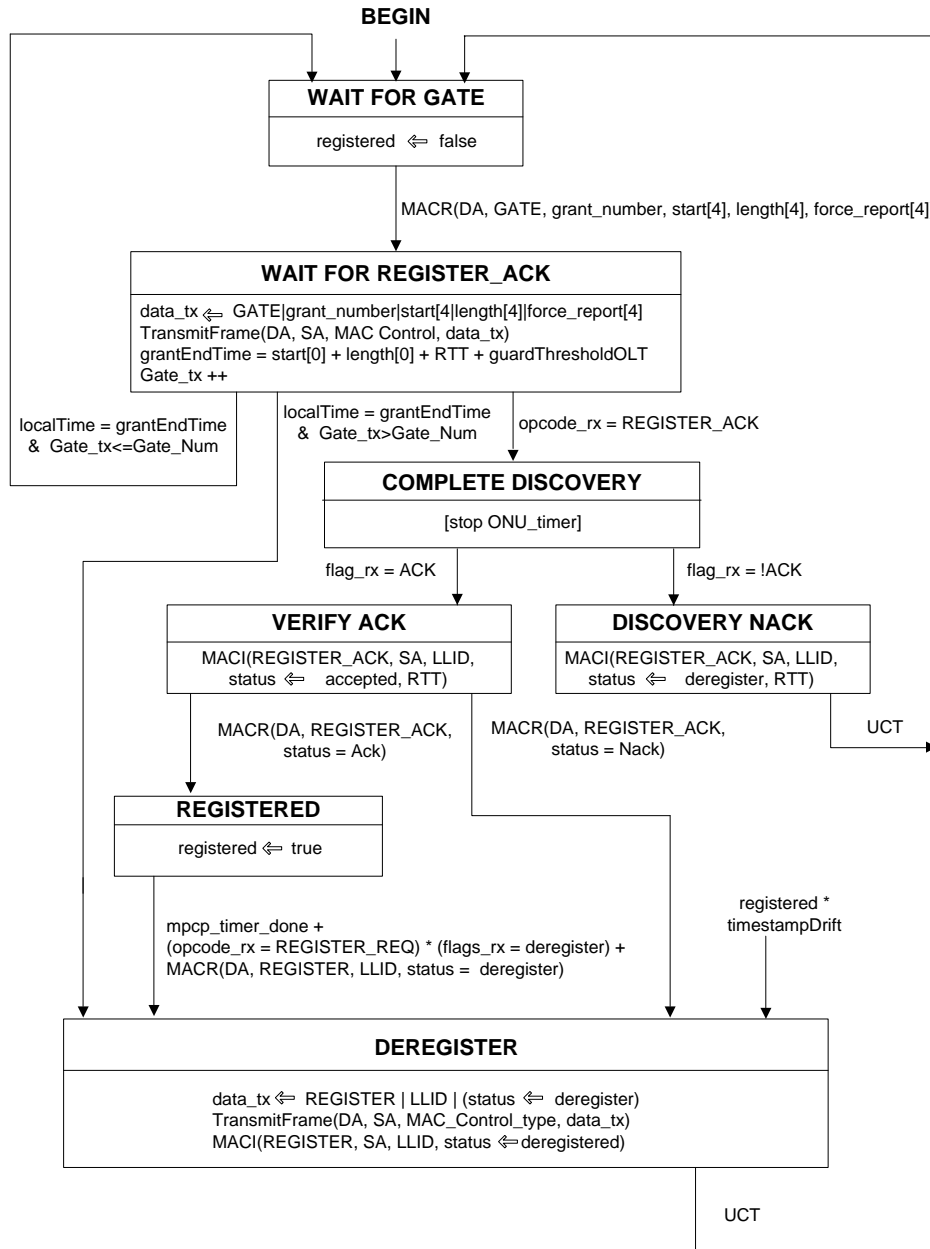 BEGIN
WAIT FOR GATE
registered ⇐ false
MACR(DA, GATE, grant_number, start[4], length[4], force_report[4]
WAIT FOR REGISTER_ACK
data_tx ⇐ GATE|grant_number|start[4|length[4]|force_report[4]
TransmitFrame(DA, SA, MAC Control, data_tx)
grantEndTime = start[0] + length[0] + RTT + guardThresholdOLT
Gate_tx ++
localTime = grantEndTime
& Gate_tx<=Gate_Num
localTime = grantEndTime
& Gate_tx>Gate_Num
opcode_rx = REGISTER_ACK
COMPLETE DISCOVERY
[stop ONU_timer]
flag_rx = ACK
flag_rx = !ACK
VERIFY ACK
MACI(REGISTER_ACK, SA, LLID,
status ⇐ accepted, RTT)
DISCOVERY NACK
MACI(REGISTER_ACK, SA, LLID,
status ⇐ deregister, RTT)
MACR(DA, REGISTER_ACK,
status = Ack)
MACR(DA, REGISTER_ACK,
status = Nack)
UCT
REGISTERED
registered ⇐ true
mpcp_timer_done +
(opcode_rx = REGISTER_REQ) * (flags_rx = deregister) +
MACR(DA, REGISTER, LLID, status = deregister)
registered *
timestampDrift
DEREGISTER
data_tx ⇐ REGISTER | LLID | (status ⇐ deregister)
TransmitFrame(DA, SA, MAC_Control_type, data_tx)
MACI(REGISTER, SA, LLID, status ⇐ deregistered)
UCT